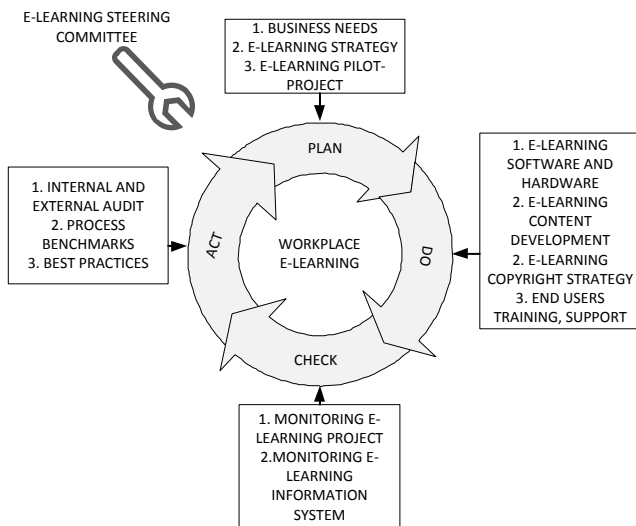 E-LEARNING STEERING
COMMITTEE
1. BUSINESS NEEDS
2. E-LEARNING STRATEGY
3. E-LEARNING PILOT-
PROJECT
PLAN
1. INTERNAL AND
EXTERNAL AUDIT
2. PROCESS
BENCHMARKS
3. BEST PRACTICES
ACT
WORKPLACE
E-LEARNING
DO
1. E-LEARNING
SOFTWARE AND
HARDWARE
2. E-LEARNING
CONTENT
DEVELOPMENT
2. E-LEARNING
COPYRIGHT STRATEGY
3. END USERS
TRAINING, SUPPORT
CHECK
1. MONITORING E-
LEARNING PROJECT
2.MONITORING E-
LEARNING
INFORMATION
SYSTEM